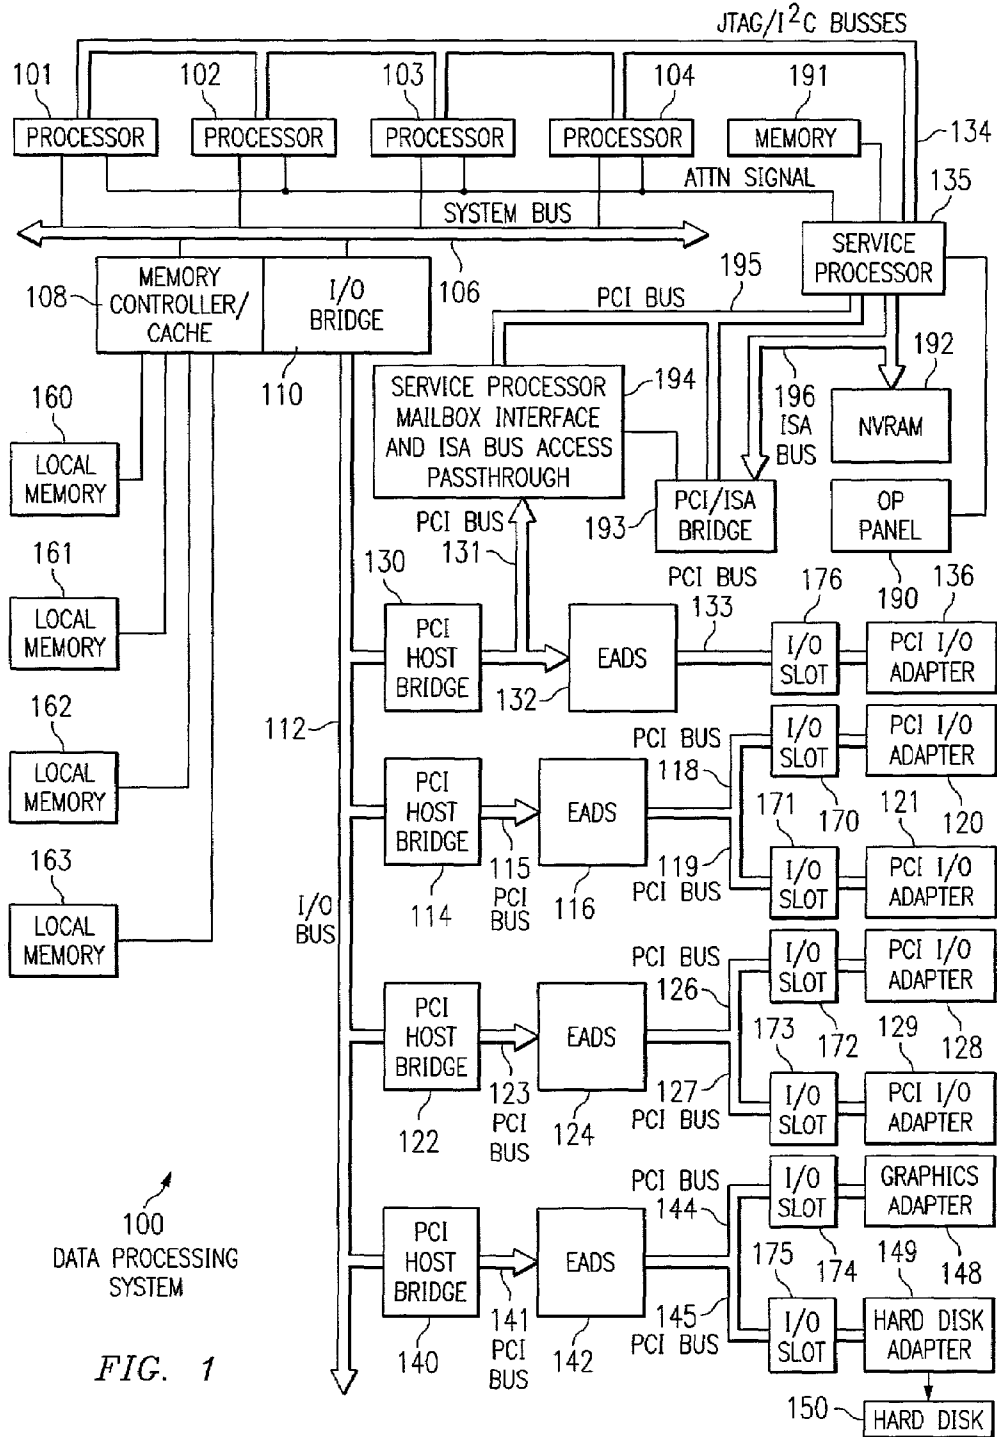 JTAG/I²C BUSSES
101
102
103
104
191
PROCESSOR
PROCESSOR
PROCESSOR
PROCESSOR
MEMORY
134
ATTN SIGNAL
135
SYSTEM BUS
SERVICE
PROCESSOR
108
MEMORY
CONTROLLER/
CACHE
I/O
BRIDGE
106
195
PCI BUS
110
192
194
SERVICE PROCESSOR
MAILBOX INTERFACE
AND ISA BUS ACCESS
PASSTHROUGH
196
ISA
BUS
NVRAM
160
LOCAL
MEMORY
PCI BUS
131
193
PCI/ISA
BRIDGE
OP
PANEL
190
161
LOCAL
MEMORY
130
PCI
HOST
BRIDGE
EADS
132
PCI BUS
133
176
I/O
SLOT
136
PCI I/O
ADAPTER
162
LOCAL
MEMORY
112
PCI BUS
118
I/O
SLOT
170
PCI I/O
ADAPTER
120
PCI
HOST
BRIDGE
114
115
PCI
BUS
EADS
116
119
PCI BUS
171
I/O
SLOT
121
PCI I/O
ADAPTER
163
LOCAL
MEMORY
I/O
BUS
PCI BUS
126
I/O
SLOT
172
PCI I/O
ADAPTER
128
PCI
HOST
BRIDGE
122
123
PCI
BUS
EADS
124
127
PCI BUS
173
I/O
SLOT
129
PCI I/O
ADAPTER
100
DATA PROCESSING
SYSTEM
PCI BUS
144
I/O
SLOT
174
GRAPHICS
ADAPTER
148
PCI
HOST
BRIDGE
140
141
PCI
BUS
EADS
142
145
PCI BUS
175
I/O
SLOT
149
HARD DISK
ADAPTER
150
HARD DISK
FIG. 1